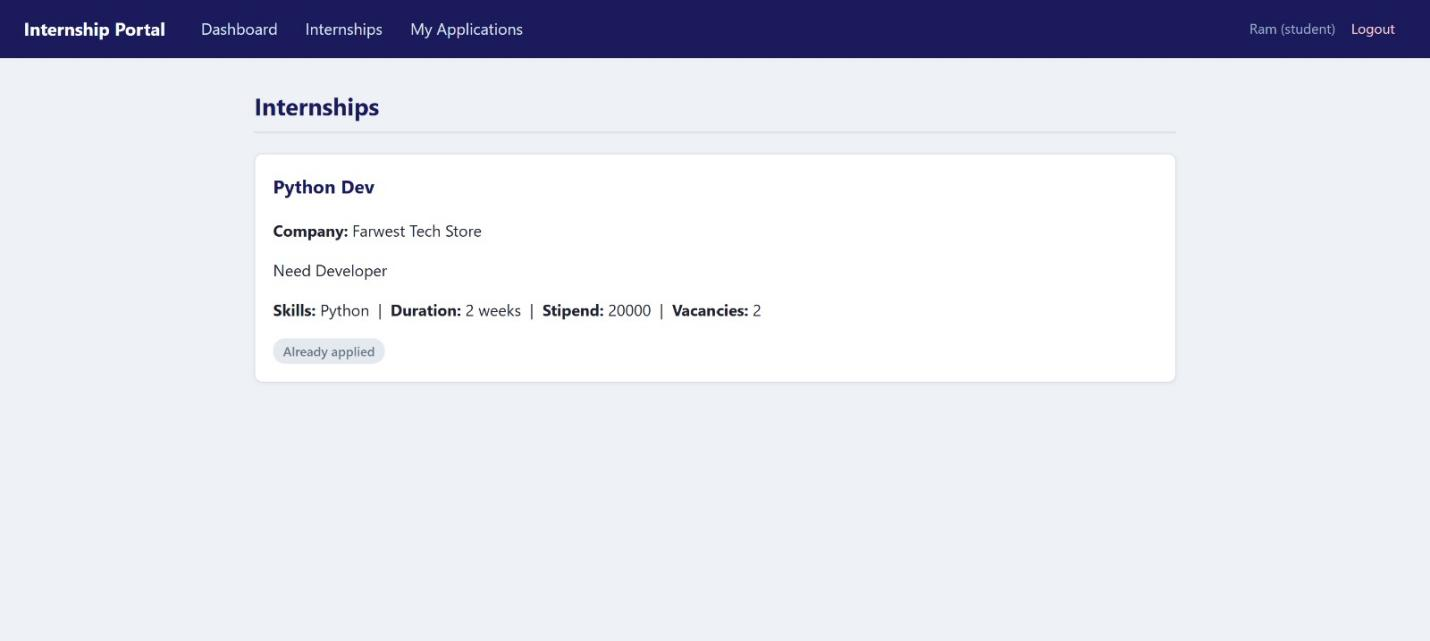 Internship Portal Dashboard Internships My Applications Ram (student) Logout
Internships
Python Dev
Company: Farwest Tech Store
Need Developer
Skills: Python | Duration: 2 weeks | Stipend: 20000 | Vacancies: 2
Already applied